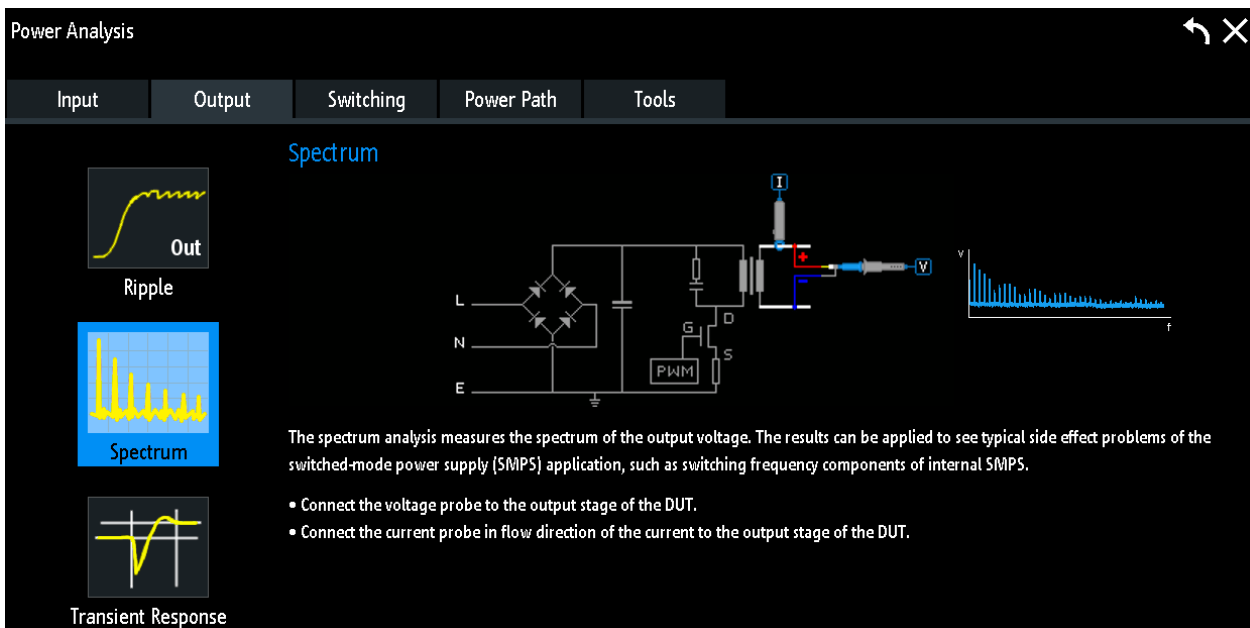 Power Analysis
Input Output Switching Power Path Tools
Out
Ripple
Spectrum
Transient Response
Spectrum
I
+
-
V
L
N
E
G
D
S
PWM
V
f
The spectrum analysis measures the spectrum of the output voltage. The results can be applied to see typical side effect problems of the
switched-mode power supply (SMPS) application, such as switching frequency components of internal SMPS.
• Connect the voltage probe to the output stage of the DUT.
• Connect the current probe in flow direction of the current to the output stage of the DUT.